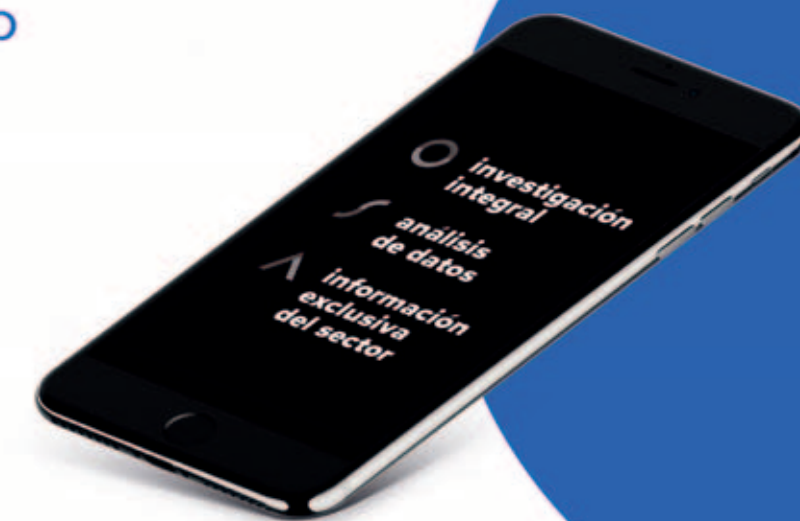 o
investigación
integral
análisis
de datos
información
exclusiva
del sector